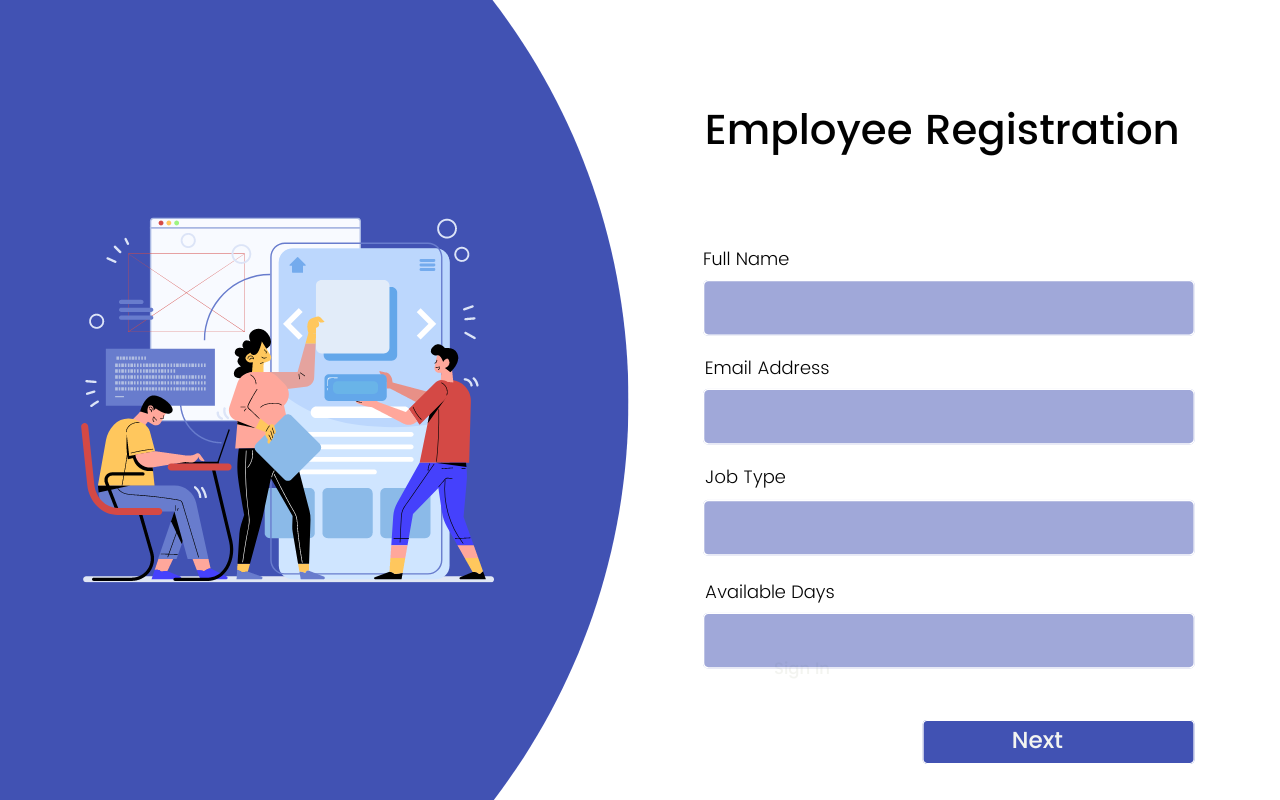 Employee Registration
Full Name
Email Address
Job Type
Available Days
Sign In
Next